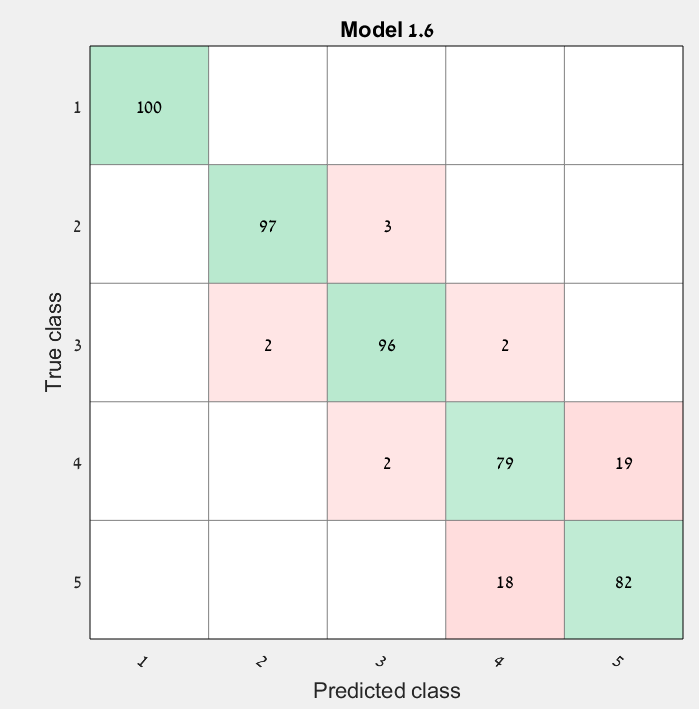 Model 1.6
1 100
2 97 3
3 2 96 2
4 2 79 19
5 18 82
1 2 3 4 5
True class
Predicted class